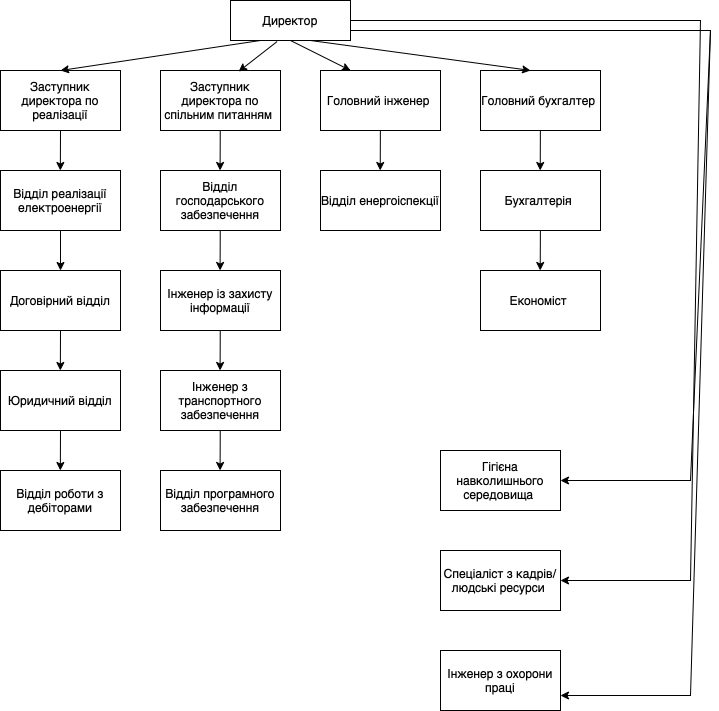 Директор
Заступник
директора по
реалізації
Заступник
директора по
спільним питанням
Головний інженер
Головний бухгалтер
Відділ реалізації
електроенергії
Відділ
господарського
забезпечення
Відділ енергоіспекції
Бухгалтерія
Договірний відділ
Інженер із захисту
інформації
Економіст
Юридичний відділ
Інженер з
транспортного
забезпечення
Відділ роботи з
дебіторами
Відділ програмного
забезпечення
Гігієна
навколишнього
середовища
Спеціаліст з кадрів/
людські ресурси
Інженер з охорони
праці